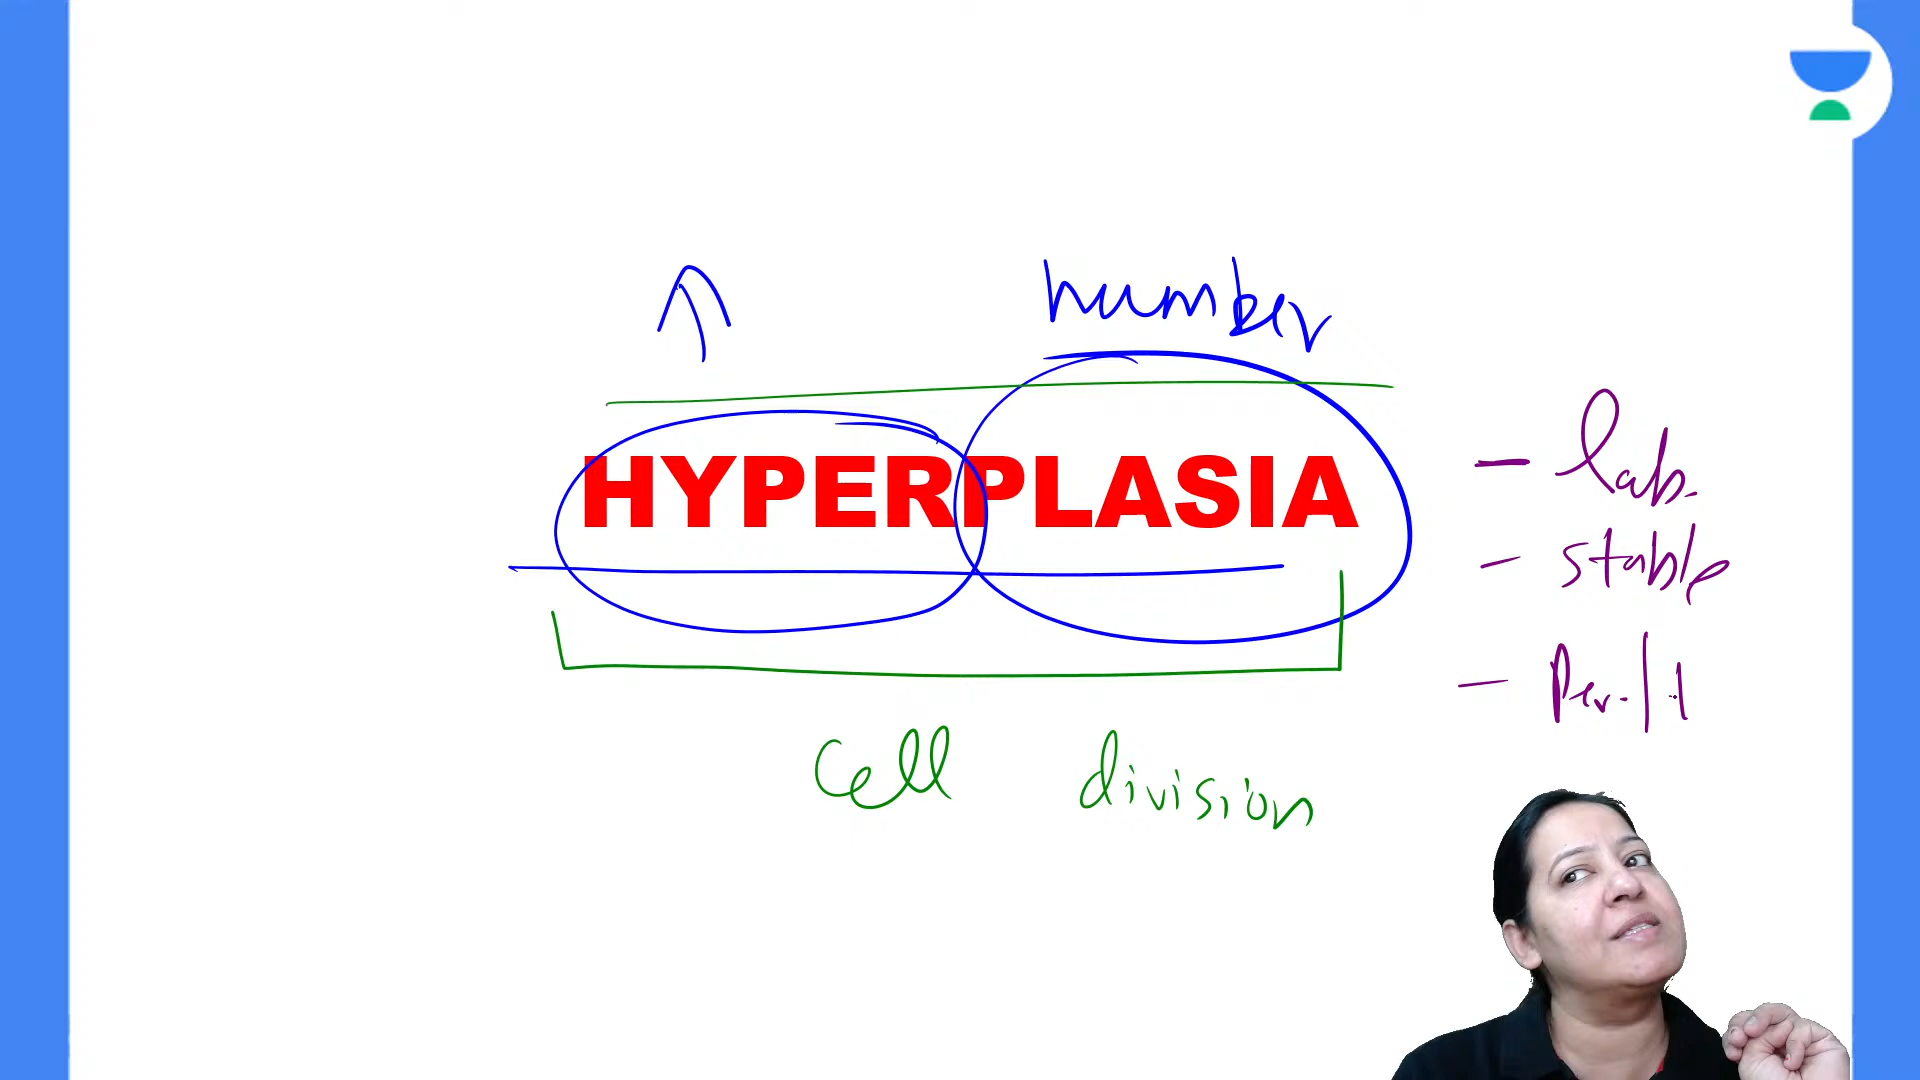 ↑ number
HYPERPLASIA
- lab.
- stable
- Per.
cell division